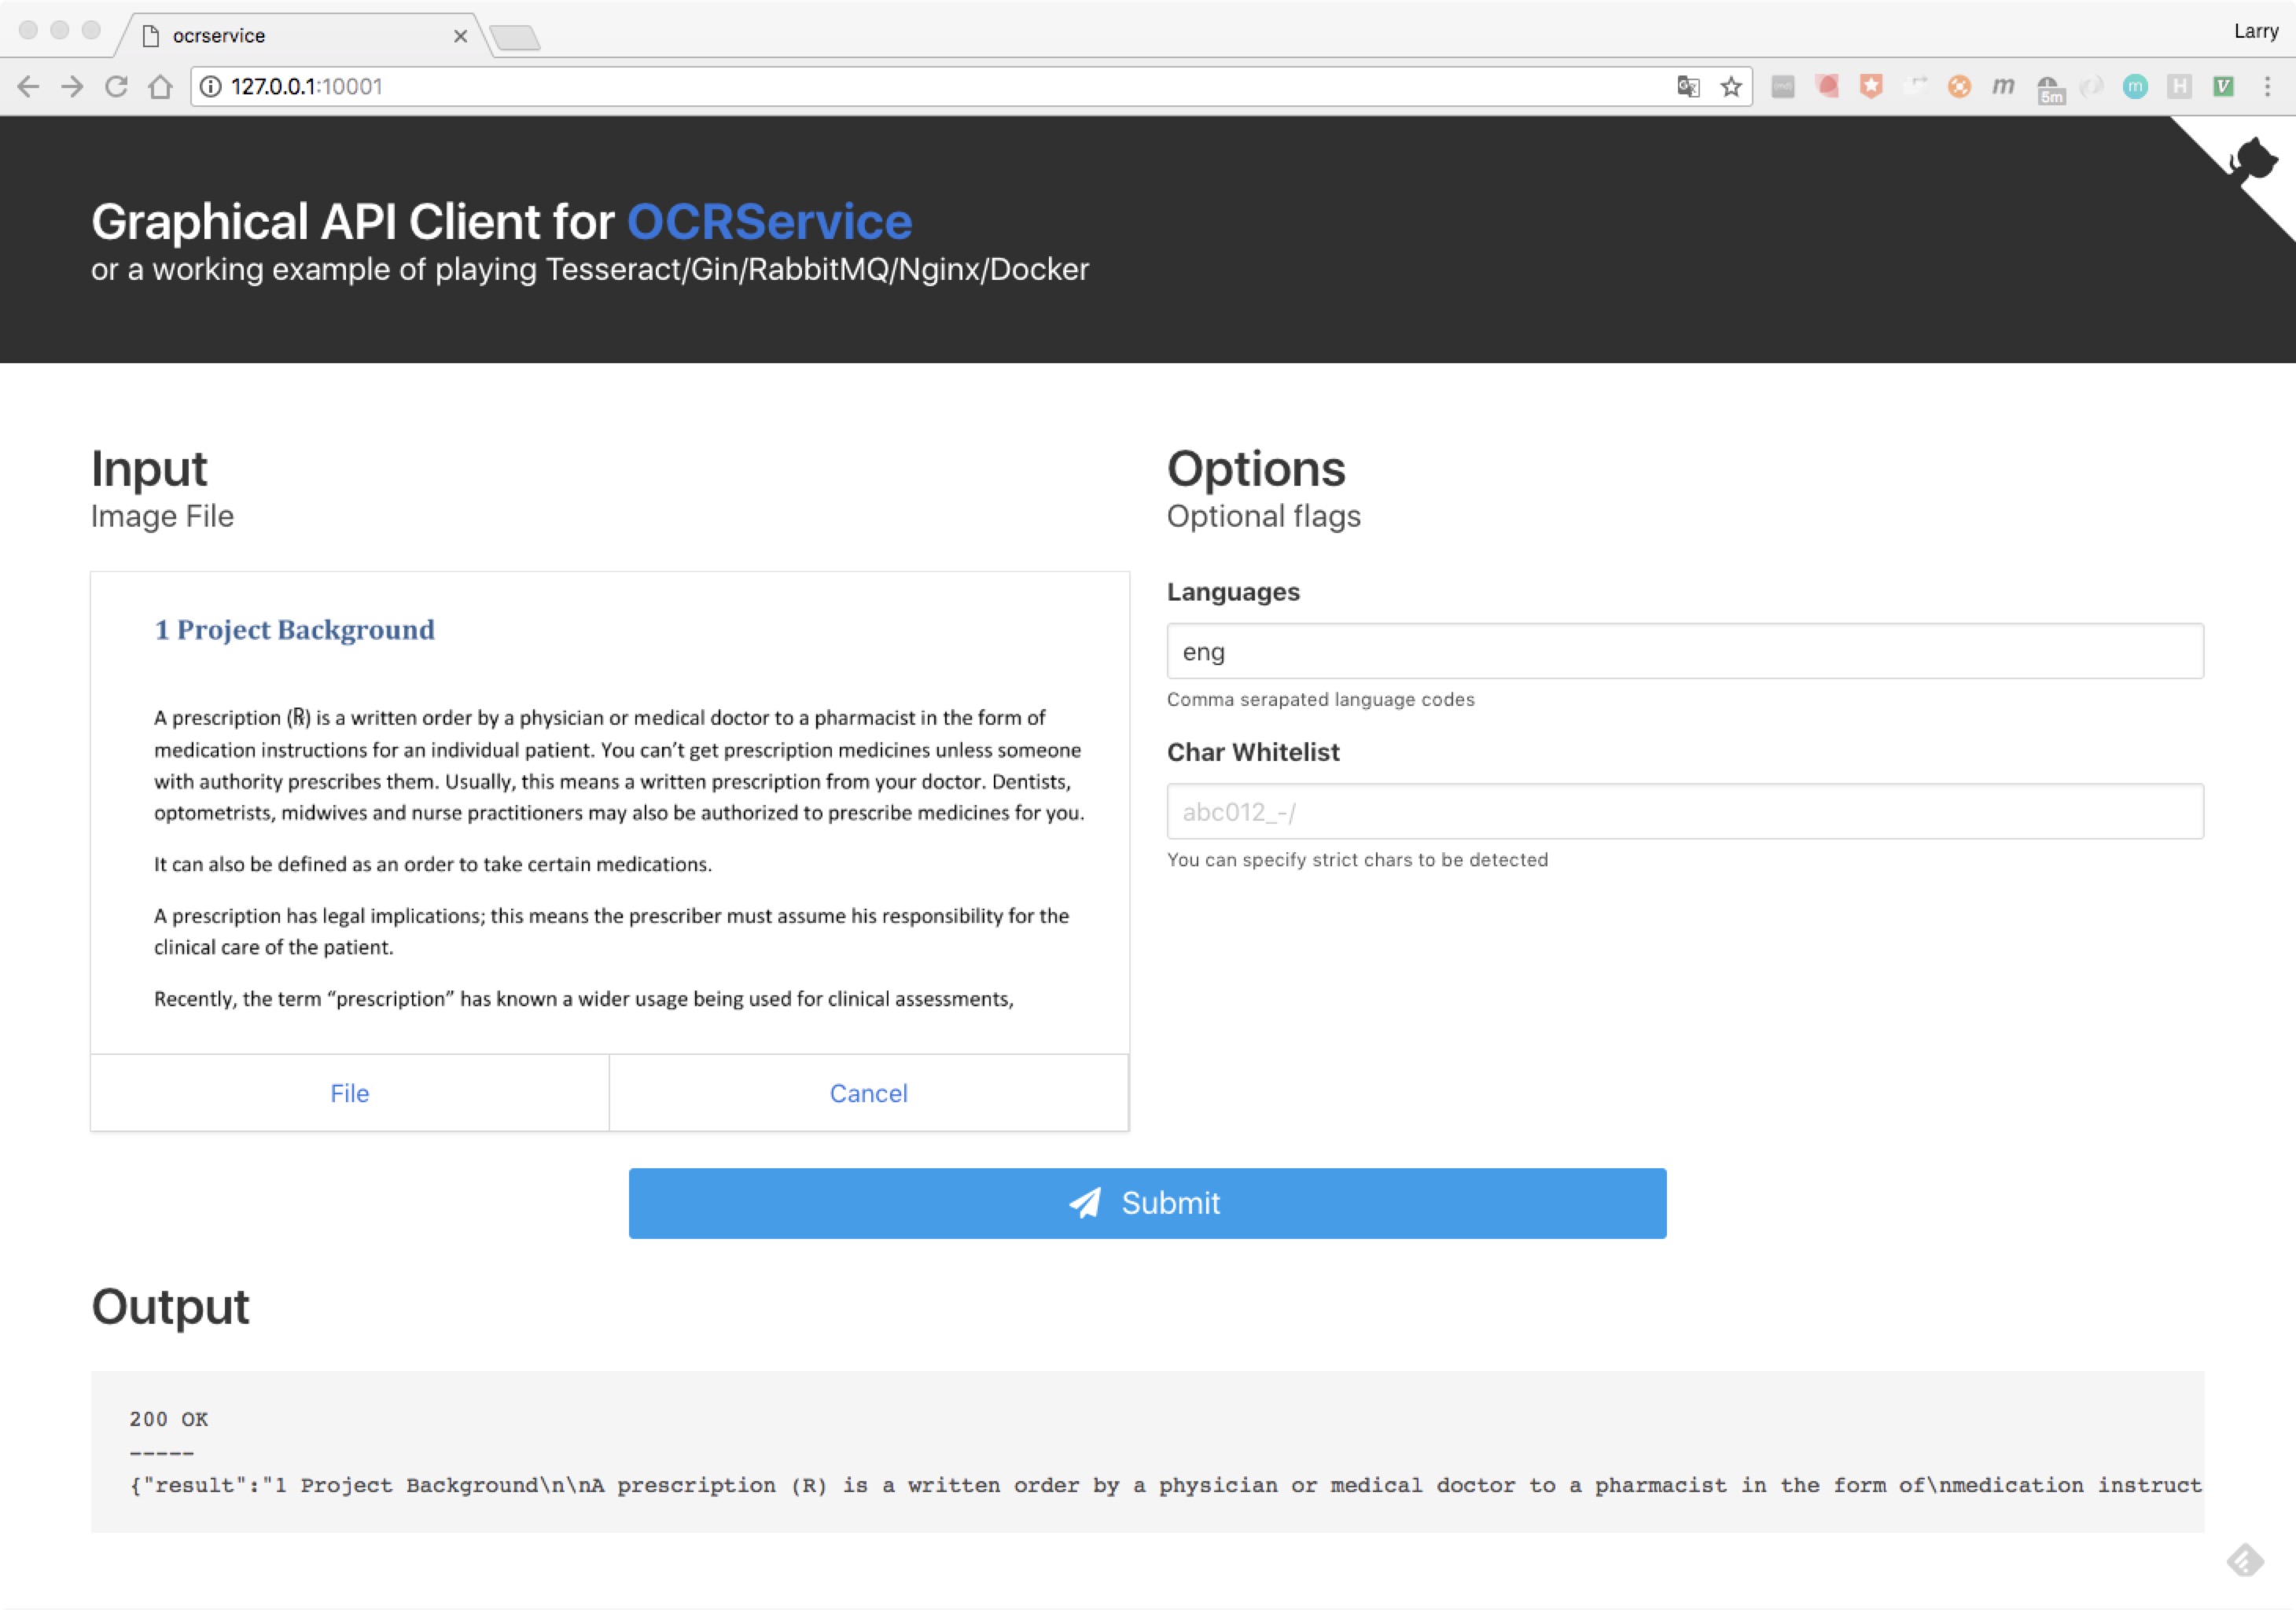 ocrservice
Larry
127.0.0.1:10001
m
5m
m
H
V
Graphical API Client for OCRService
or a working example of playing Tesseract/Gin/RabbitMQ/Nginx/Docker
Input
Image File
1 Project Background
A prescription (R) is a written order by a physician or medical doctor to a pharmacist in the form of
medication instructions for an individual patient. You can’t get prescription medicines unless someone
with authority prescribes them. Usually, this means a written prescription from your doctor. Dentists,
optometrists, midwives and nurse practitioners may also be authorized to prescribe medicines for you.
It can also be defined as an order to take certain medications.
A prescription has legal implications; this means the prescriber must assume his responsibility for the
clinical care of the patient.
Recently, the term “prescription” has known a wider usage being used for clinical assessments,
File
Cancel
Options
Optional flags
Languages
eng
Comma serapated language codes
Char Whitelist
abc012_-/
You can specify strict chars to be detected
Submit
Output
200 OK
-----
{"result":"1 Project Background\n\nA prescription (R) is a written order by a physician or medical doctor to a pharmacist in the form of\nmedication instruct